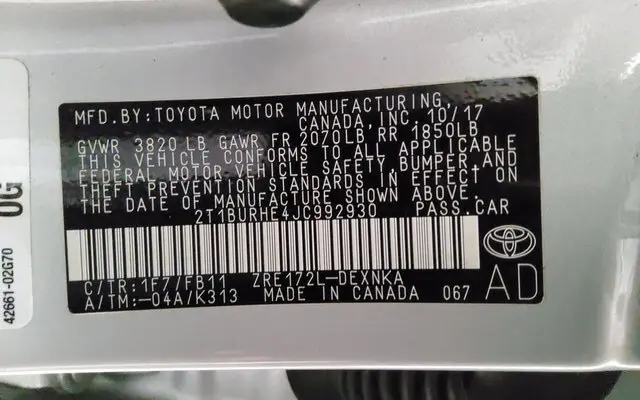 MFD. BY:TOYOTA MOTOR MANUFACTURING,
CANADA, INC. 10/17
GVWR 3820 LB GAWR FR 2070LB RR 1850LB
THIS VEHICLE CONFORMS TO ALL APPLICABLE
FEDERAL MOTOR VEHICLE SAFETY, BUMPER, AND
THEFT PREVENTION STANDARDS IN EFFECT ON
THE DATE OF MANUFACTURE SHOWN ABOVE.
2T1BURHE4JC992930 PASS. CAR
C/TR:1F77/FB11 ZRE172L-DEXNKA
A/TM:-04A/K313 MADE IN CANADA 067
AD
0G
42661-02G70